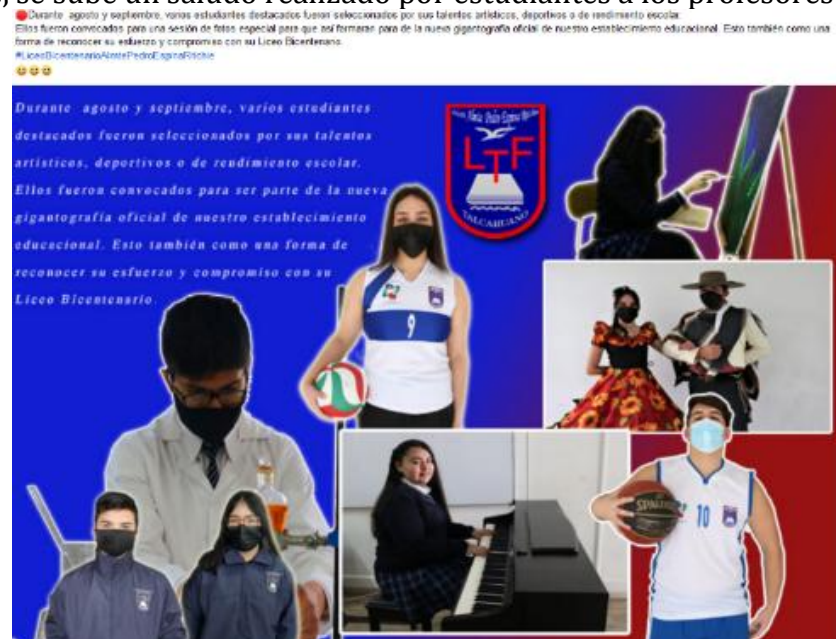 , se sube un saludo realizado por estudiantes a los profesores
Durante agosto y septiembre, varios estudiantes destacados fueron seleccionados por sus talentos artísticos, deportivos o de rendimiento escolar.
Ellos fueron convocados para una sesión de fotos especial para que así formaran para de la nueva gigantografía oficial de nuestro establecimiento educacional. Esto también como una
forma de reconocer su esfuerzo y compromiso con su Liceo Bicentenario.
#LiceoBicentenarioAlmtePedroEspinaRitchie
Durante agosto y septiembre, varios estudiantes
destacados fueron seleccionados por sus talentos
artísticos, deportivos o de rendimiento escolar.
Ellos fueron convocados para ser parte de la nueva
gigantografía oficial de nuestro establecimiento
educacional. Esto también como una forma de
reconocer su esfuerzo y compromiso con su
Liceo Bicentenario.
LTF
TALCAHUANO
9
10
SPALDING